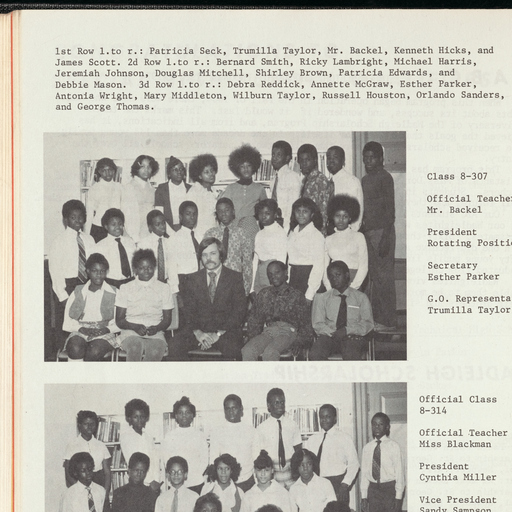 1st Row l.to r.: Patricia Seck, Trumilla Taylor, Mr. Backel, Kenneth Hicks, and
James Scott. 2d Row l.to r.: Bernard Smith, Ricky Lambright, Michael Harris,
Jeremiah Johnson, Douglas Mitchell, Shirley Brown, Patricia Edwards, and
Debbie Mason. 3d Row l.to r.: Debra Reddick, Annette McGraw, Esther Parker,
Antonia Wright, Mary Middleton, Wilburn Taylor, Russell Houston, Orlando Sanders,
and George Thomas.
Class 8-307
Official Teache
Mr. Backel
President
Rotating Positi
Secretary
Esther Parker
G.O. Representa
Trumilla Taylor
Official Class
8-314
Official Teacher
Miss Blackman
President
Cynthia Miller
Vice President
Sandy Sampson